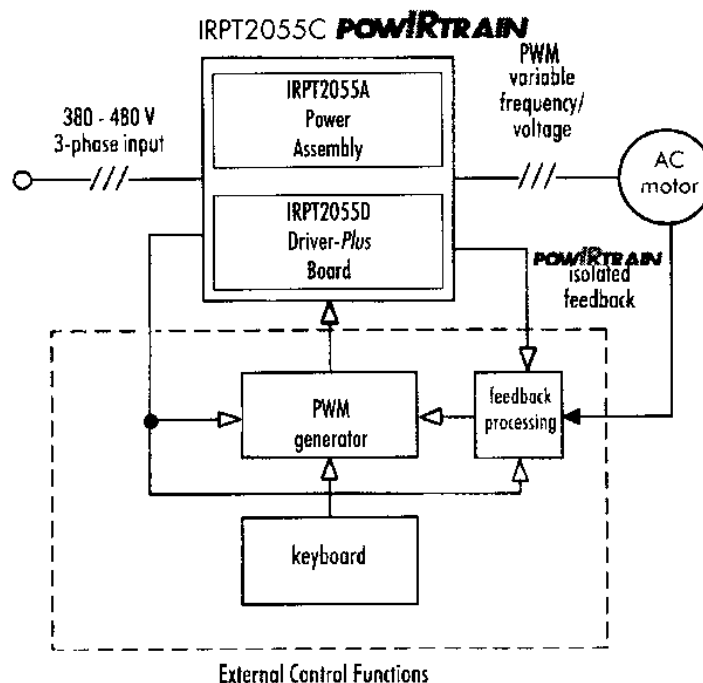 IRPT2055C POWIRTRAIN
IRPT2055A
Power
Assembly
380 - 480 V
3-phase input
PWM
variable
frequency/
voltage
AC
motor
IRPT2055D
Driver-Plus
Board
POWIRTRAIN
isolated
feedback
PWM
generator
feedback
processing
keyboard
External Control Functions